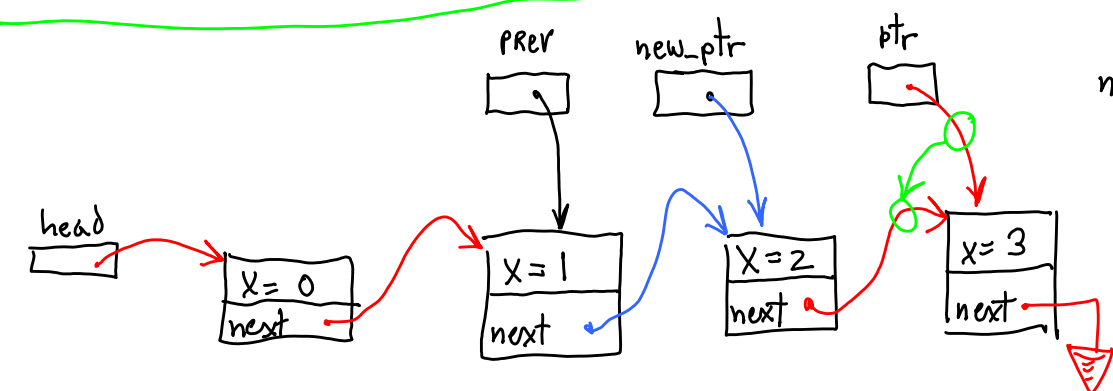 prev
new_ptr
ptr
n
head
x = 0
next
x = 1
next
x = 2
next
x = 3
next